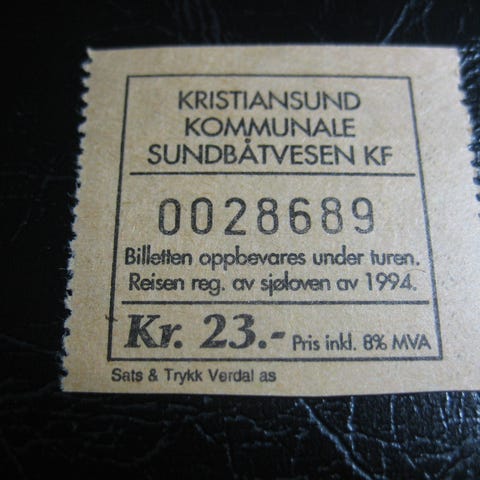 KRISTIANSUND
KOMMUNALE
SUNDBÅTVESEN KF
0028689
Billetten oppbevares under turen.
Reisen reg. av sjøloven av 1994.
Kr. 23.- Pris inkl. 8% MVA
Sats & Trykk Verdal as